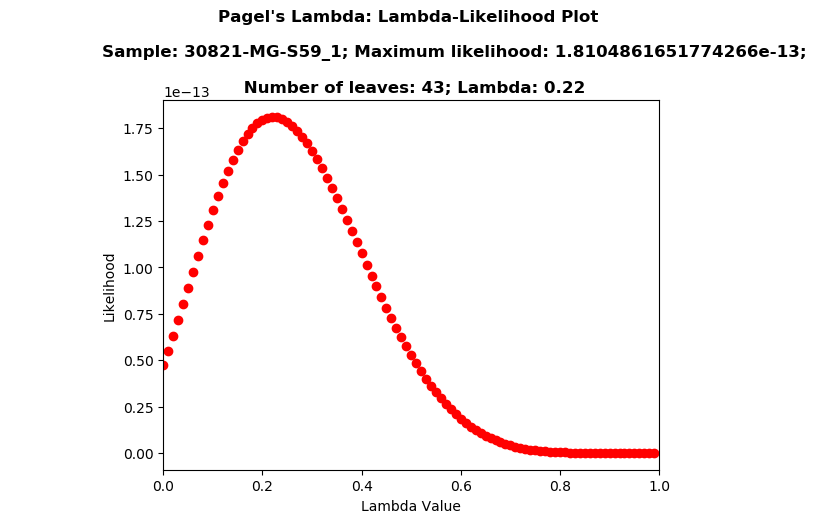 Pagel's Lambda: Lambda-Likelihood Plot
Sample: 30821-MG-S59_1; Maximum likelihood: 1.8104861651774266e-13;
Number of leaves: 43; Lambda: 0.22
1e−13
1.75
1.50
1.25
1.00
0.75
0.50
0.25
0.00
Likelihood
0.0 0.2 0.4 0.6 0.8 1.0
Lambda Value